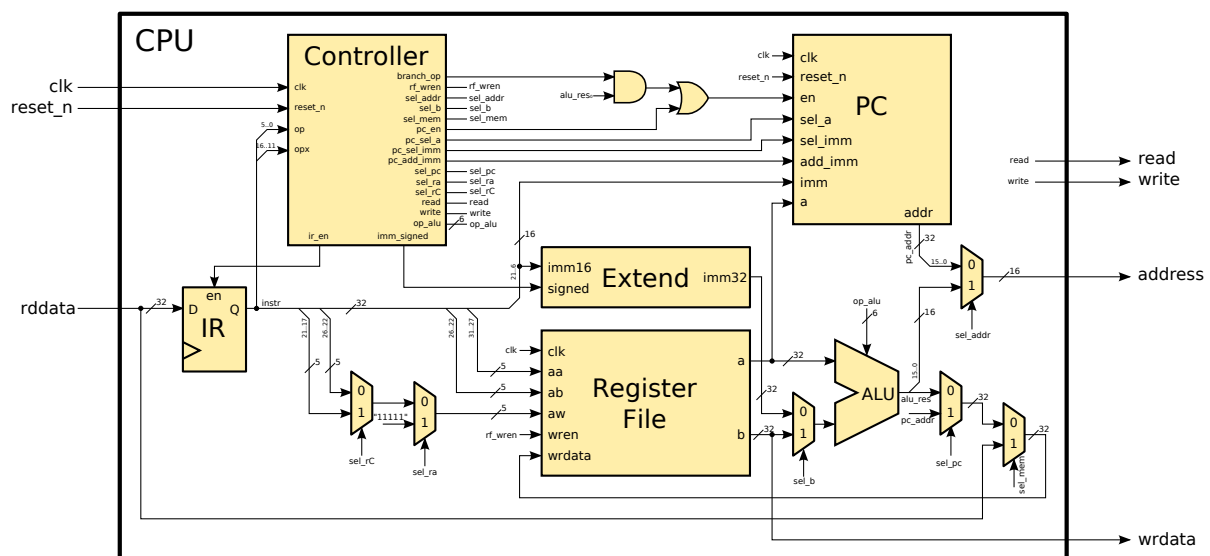 CPU
clk
reset_n
rddata
read
write
address
wrdata
Controller
clk
reset_n
op
opx
5..0
16..11
branch_op
rf_wren
sel_addr
sel_b
sel_mem
pc_en
pc_sel_a
pc_sel_imm
pc_add_imm
sel_pc
sel_ra
sel_rC
read
write
op_alu
ir_en
imm_signed
rf_wren
sel_addr
sel_b
sel_mem
sel_pc
sel_ra
sel_rC
read
write
6
op_alu
alu_res₀
PC
clk
reset_n
clk
reset_n
en
sel_a
sel_imm
add_imm
imm
a
addr
read
write
pc_addr
32
15..0
0
1
16
sel_addr
16
21..6
imm16
signed
Extend
imm32
32
en
D
Q
IR
instr
32
21..17
26..22
5
5
26..22
31..27
0
1
sel_rC
"11111"
0
1
sel_ra
5
5
5
clk
rf_wren
clk
aa
ab
aw
wren
wrdata
Register
File
a
b
32
32
32
0
1
sel_b
op_alu
6
ALU
16
15..0
alu_res
pc_addr
0
1
sel_pc
32
0
1
sel_mem
32